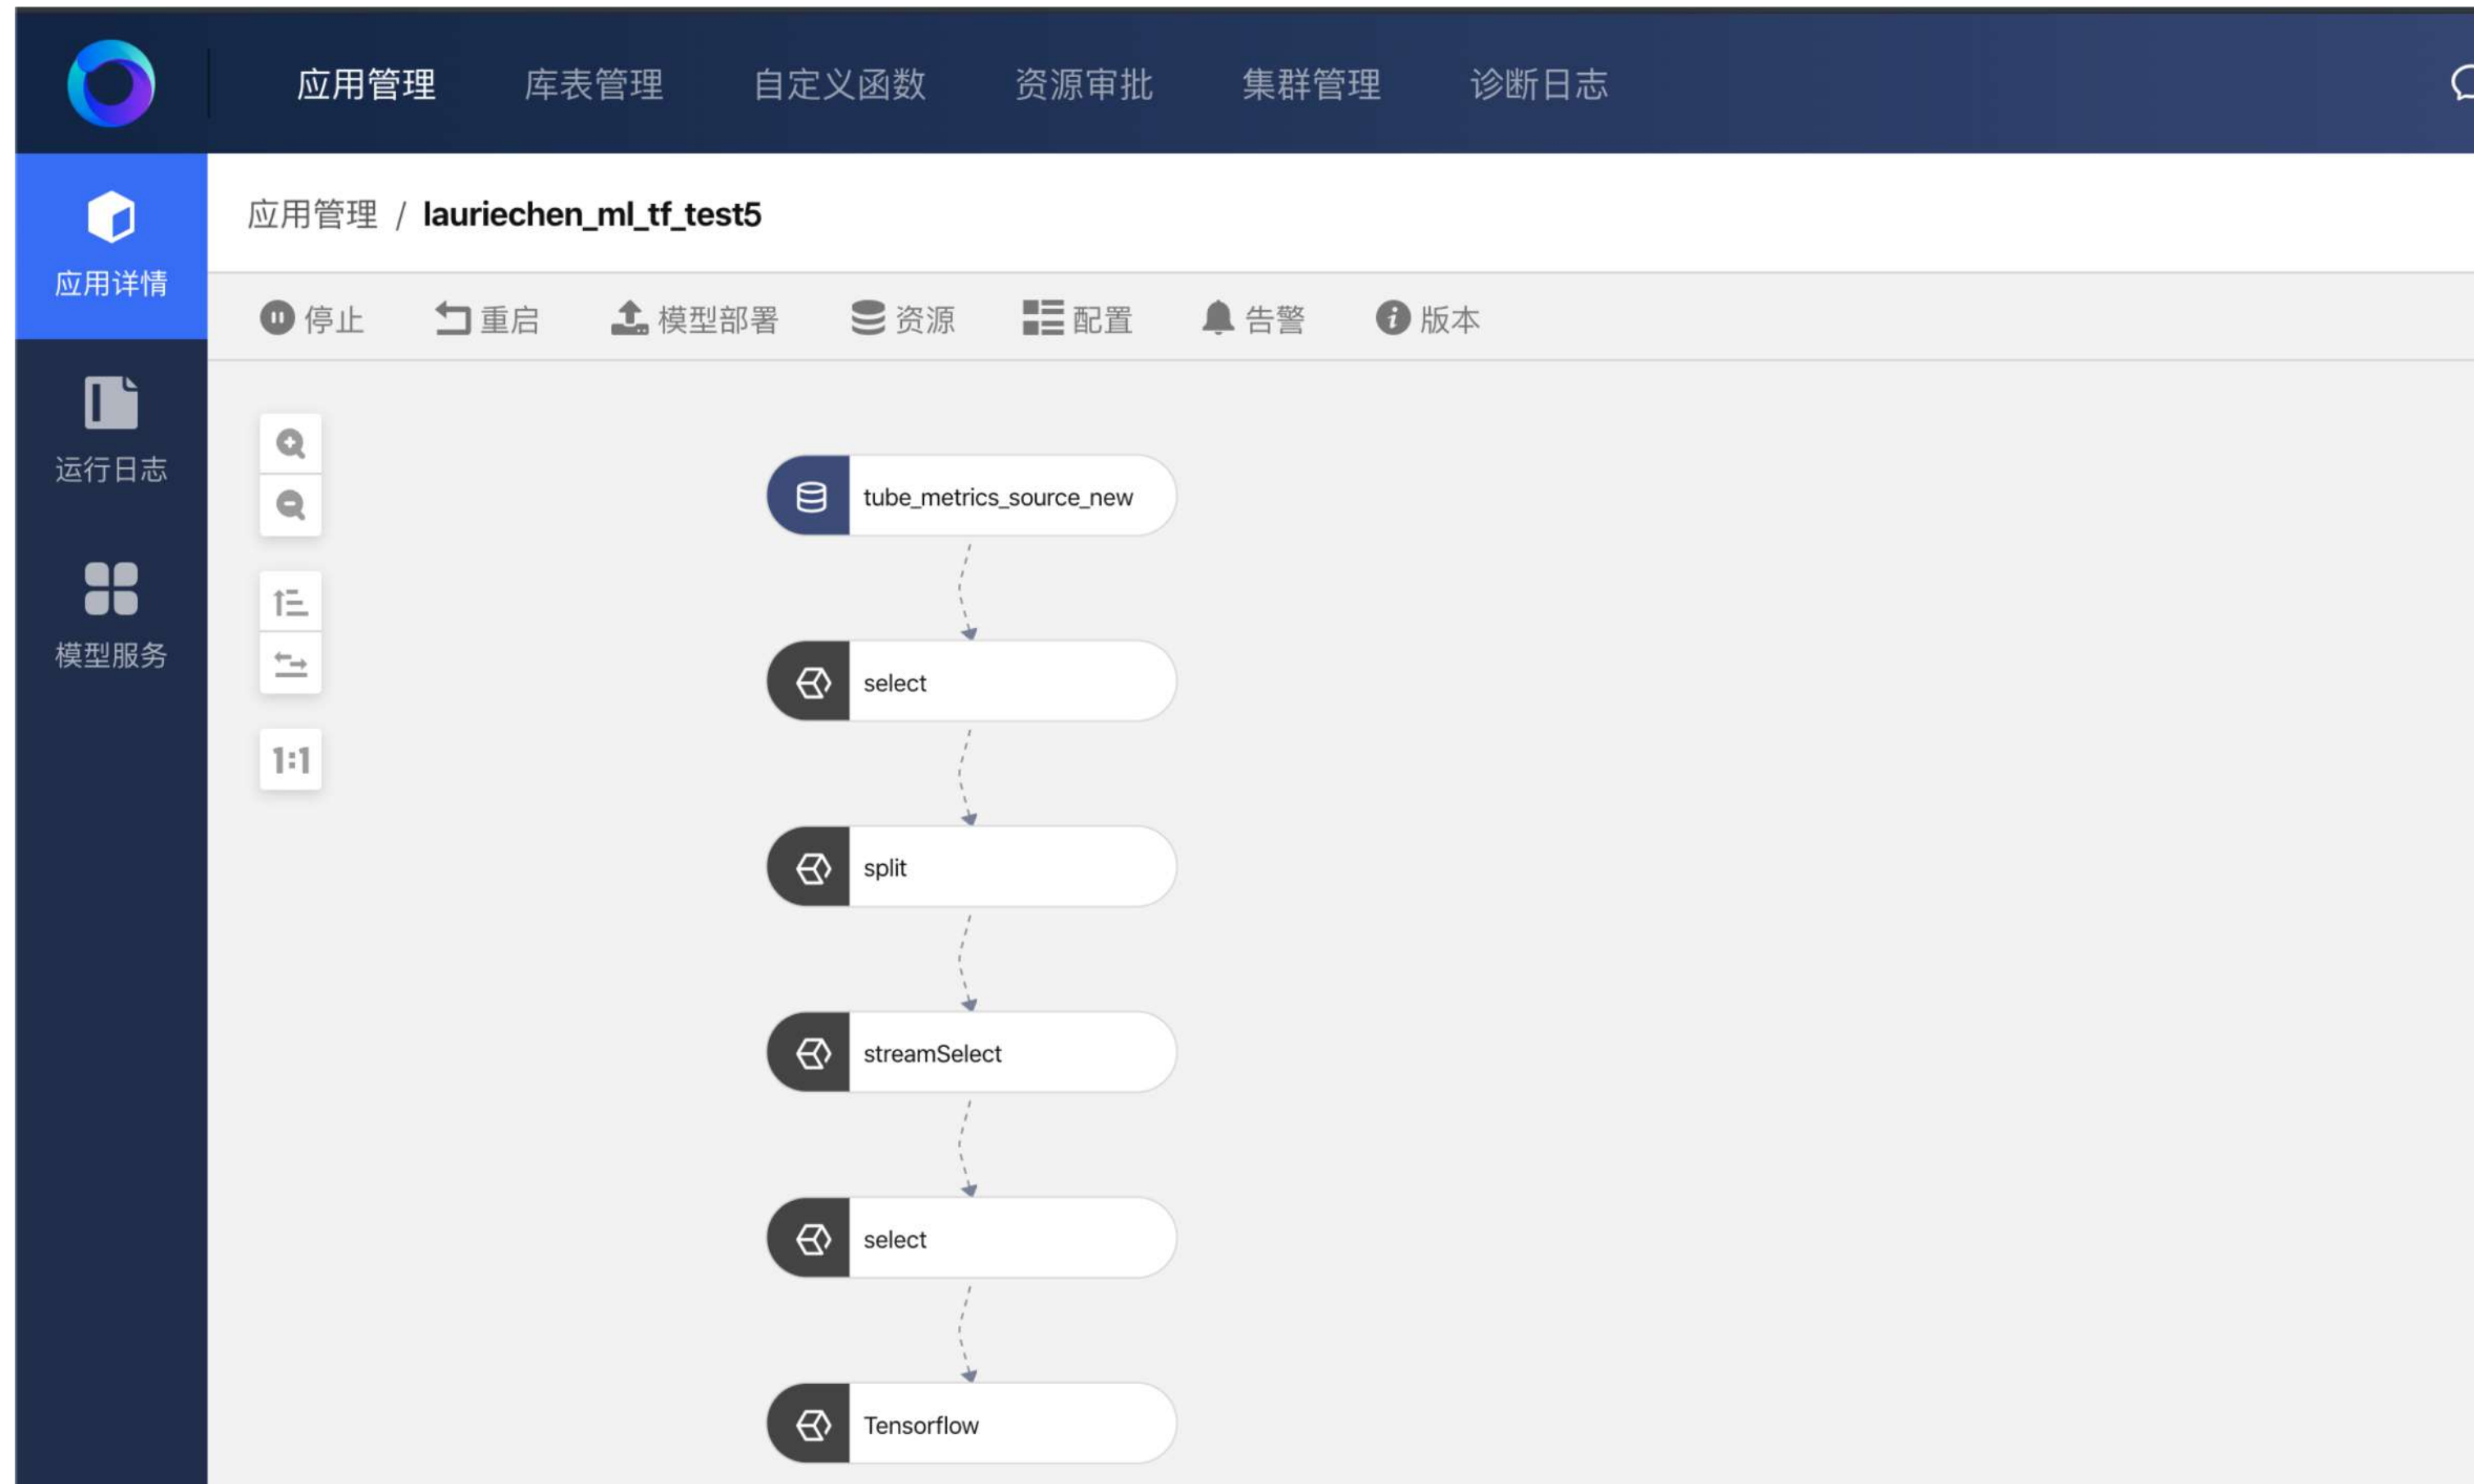 应用管理 库表管理 自定义函数 资源审批 集群管理 诊断日志
应用详情
运行日志
模型服务
应用管理 / lauriechen_ml_tf_test5
停止 重启 模型部署 资源 配置 告警 版本
1:1
tube_metrics_source_new
select
split
streamSelect
select
Tensorflow